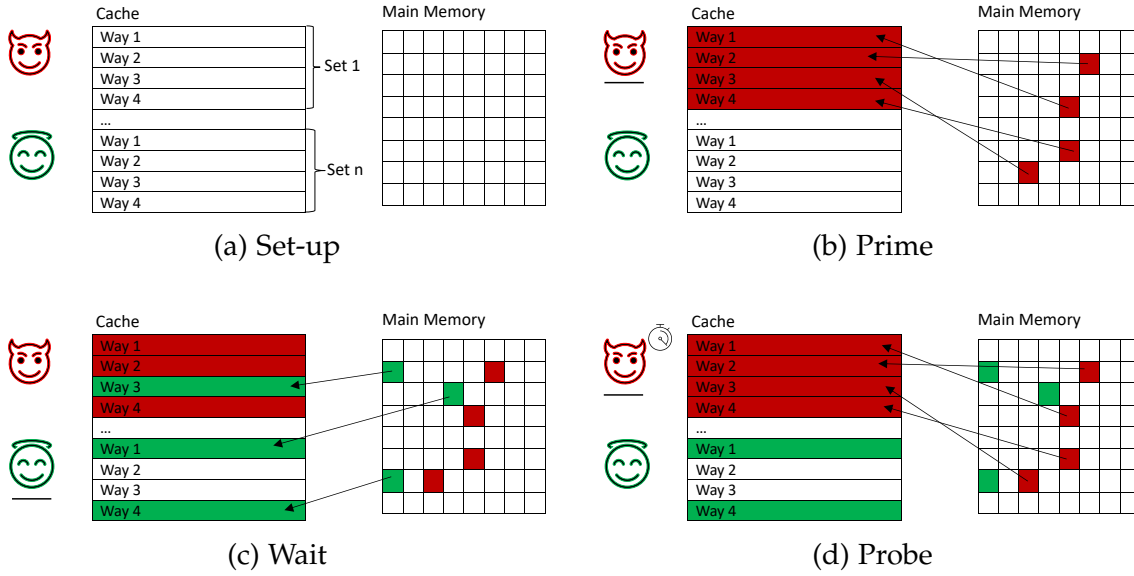 Cache
Main Memory
Way 1
Way 2
Way 3
Way 4
Set 1
...
Way 1
Way 2
Way 3
Way 4
Set n
(a) Set-up
Cache
Main Memory
Way 1
Way 2
Way 3
Way 4
...
Way 1
Way 2
Way 3
Way 4
(b) Prime
Cache
Main Memory
Way 1
Way 2
Way 3
Way 4
...
Way 1
Way 2
Way 3
Way 4
(c) Wait
Cache
Main Memory
Way 1
Way 2
Way 3
Way 4
...
Way 1
Way 2
Way 3
Way 4
(d) Probe